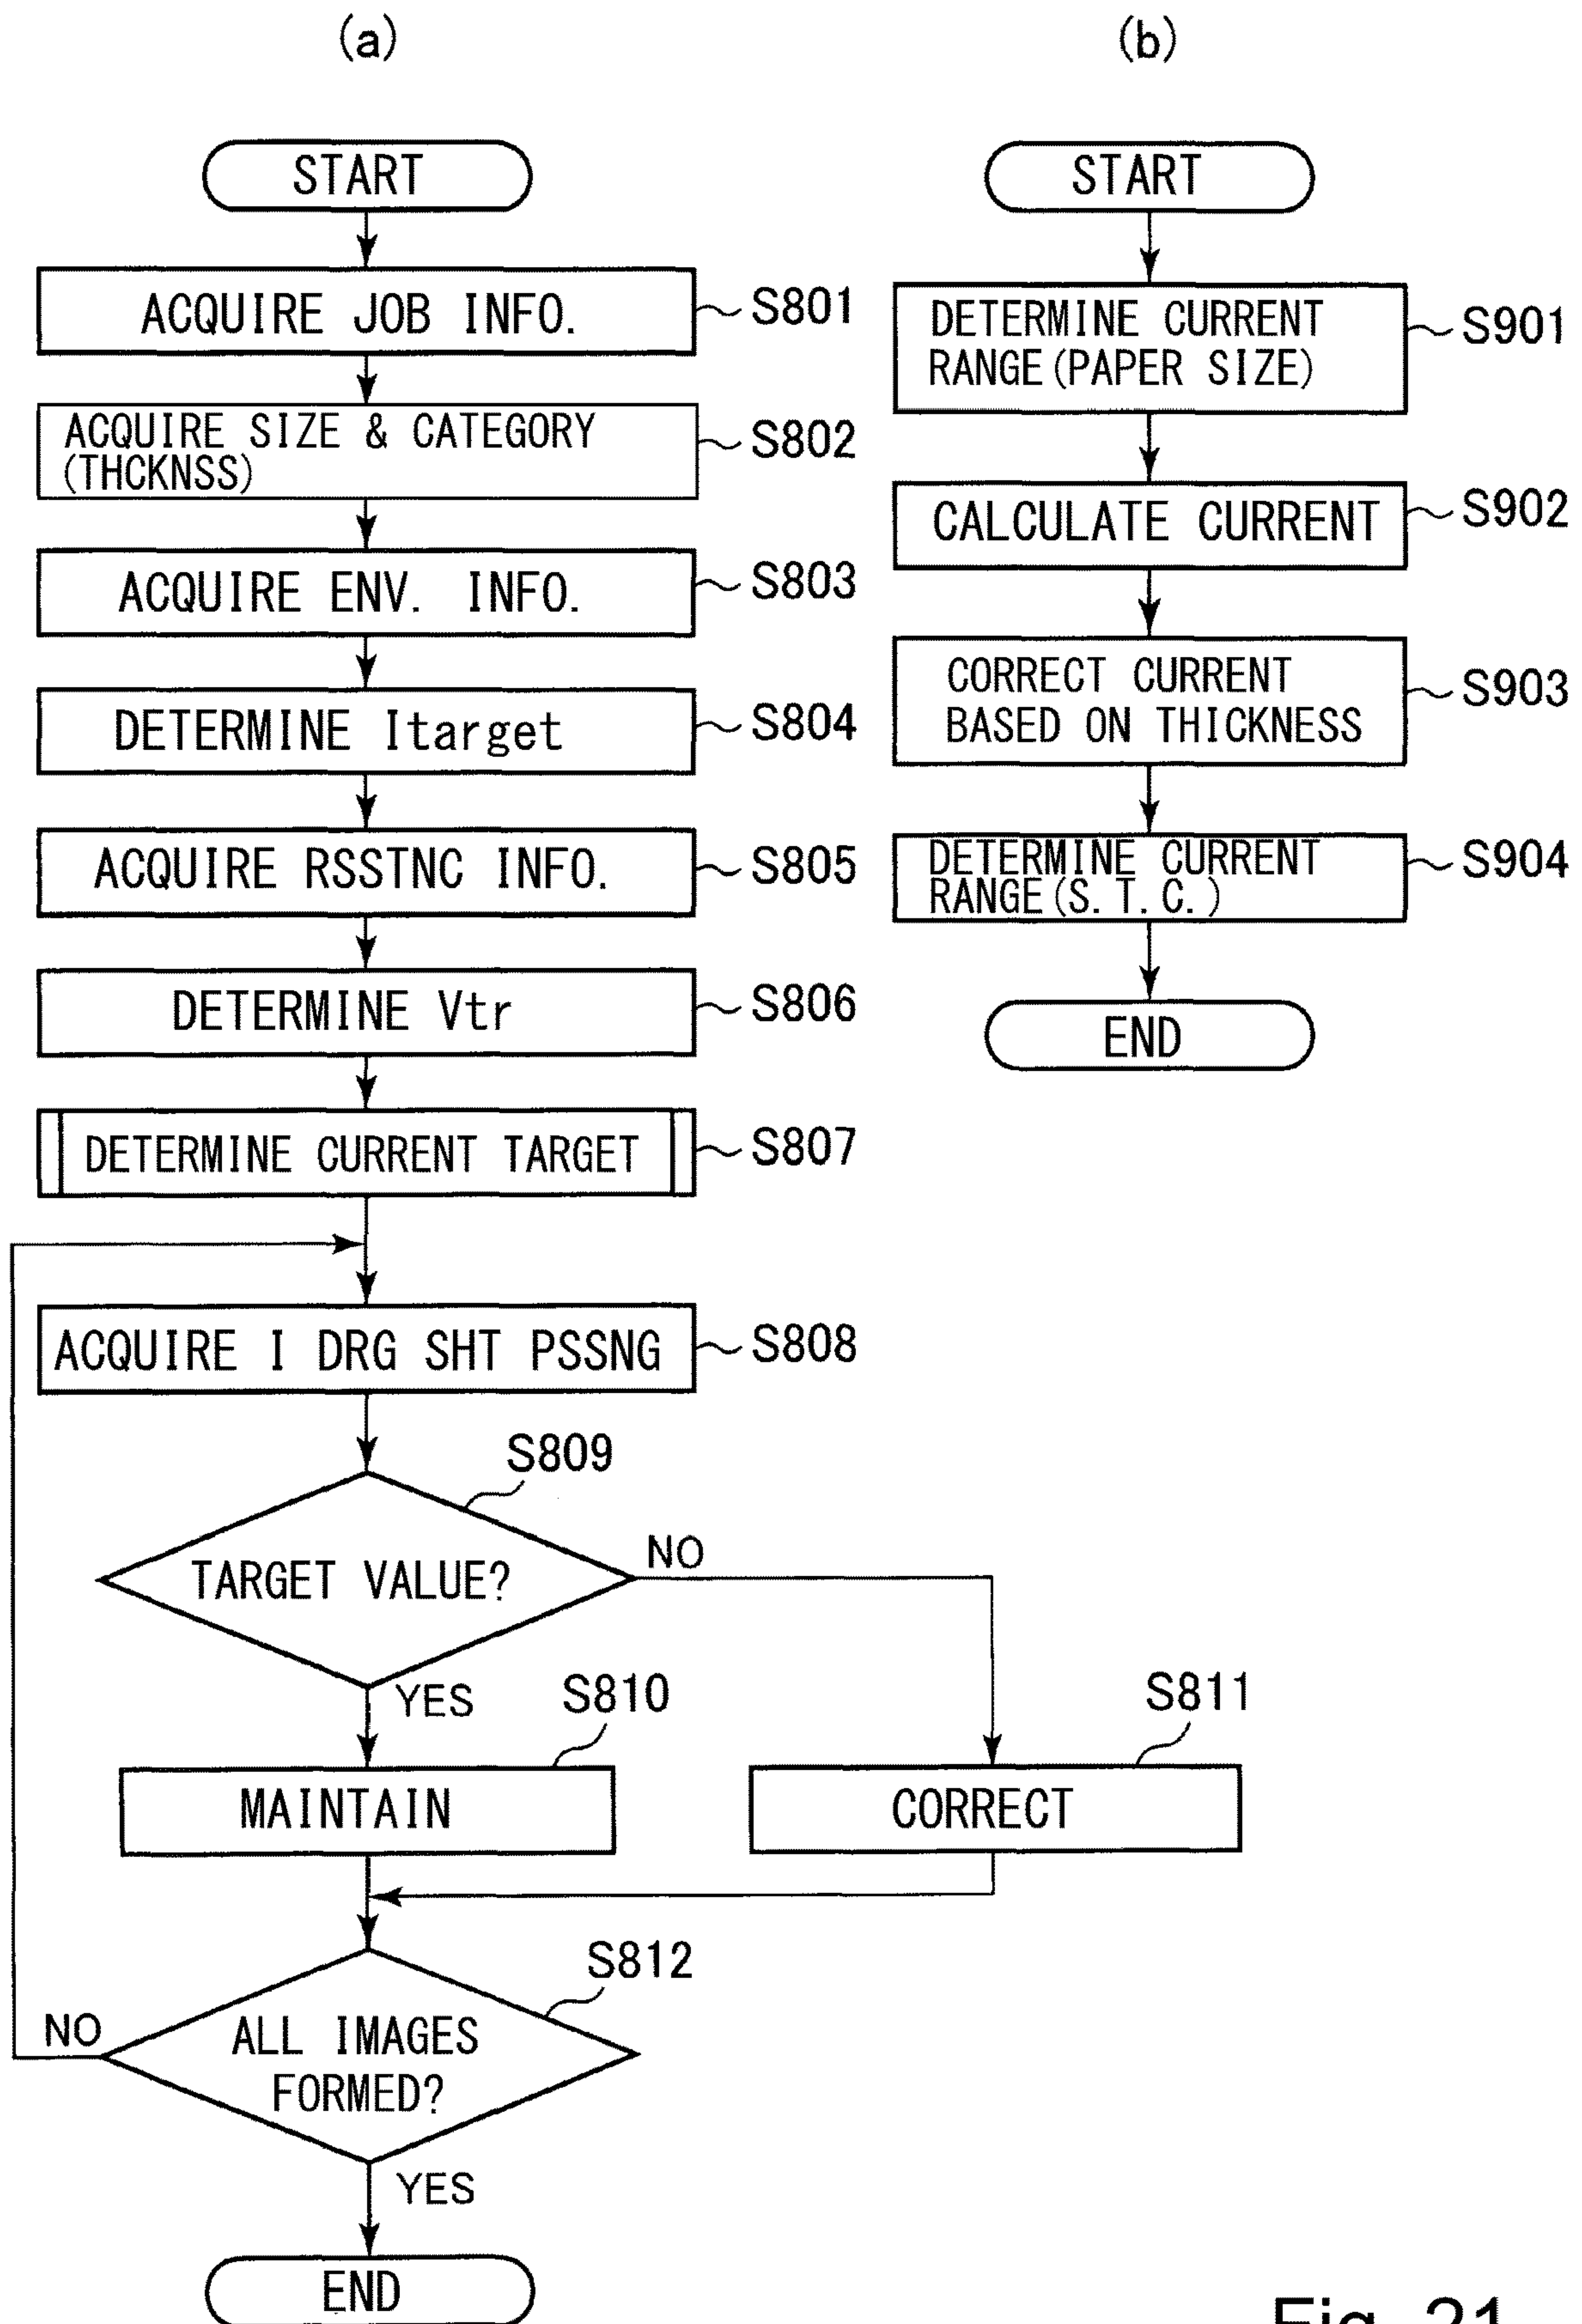 (a)
START
ACQUIRE JOB INFO.
S801
ACQUIRE SIZE & CATEGORY
(THCKNSS)
S802
ACQUIRE ENV. INFO.
S803
DETERMINE Itarget
S804
ACQUIRE RSSTNC INFO.
S805
DETERMINE Vtr
S806
DETERMINE CURRENT TARGET
S807
ACQUIRE I DRG SHT PSSNG
S808
S809
TARGET VALUE?
NO
YES
S810
MAINTAIN
S811
CORRECT
S812
ALL IMAGES
FORMED?
NO
YES
END
(b)
START
DETERMINE CURRENT
RANGE(PAPER SIZE)
S901
CALCULATE CURRENT
S902
CORRECT CURRENT
BASED ON THICKNESS
S903
DETERMINE CURRENT
RANGE(S.T.C.)
S904
END
Fig. 21